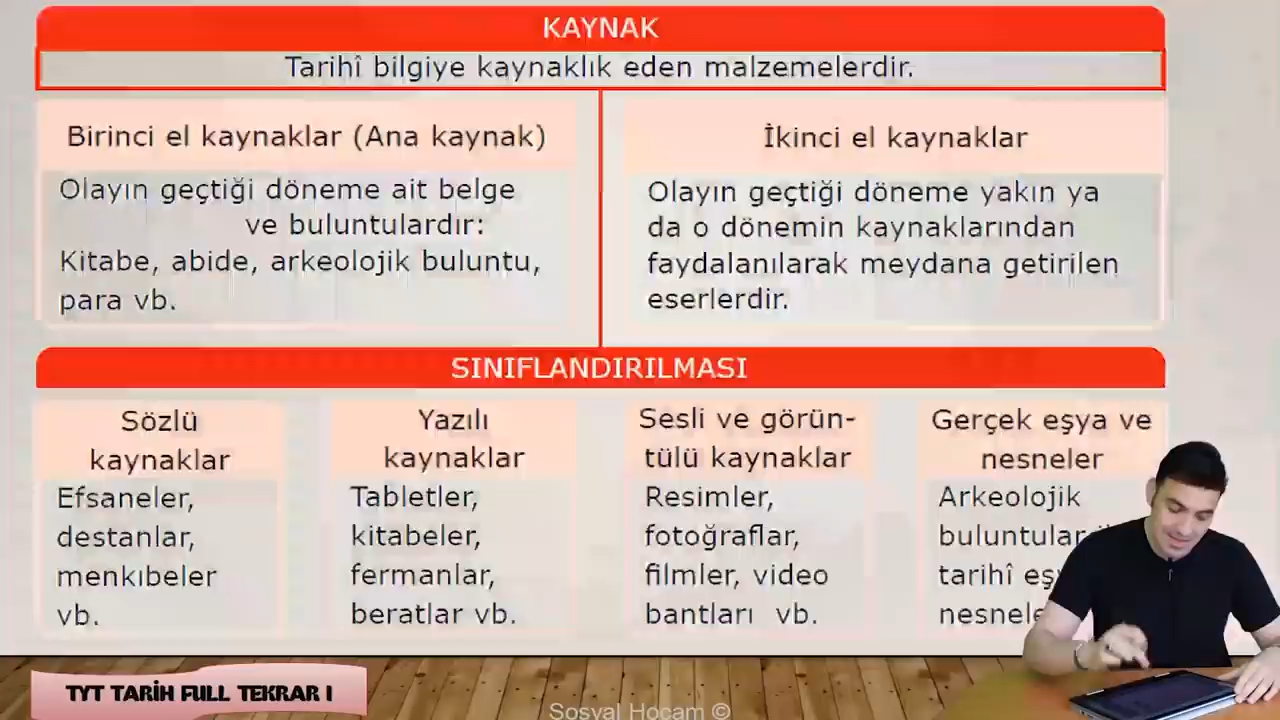 KAYNAK
Tarihî bilgiye kaynaklık eden malzemelerdir.
Birinci el kaynaklar (Ana kaynak)
Olayın geçtiği döneme ait belge
ve buluntulardır:
Kitabe, abide, arkeolojik buluntu,
para vb.
İkinci el kaynaklar
Olayın geçtiği döneme yakın ya
da o dönemin kaynaklarından
faydalanılarak meydana getirilen
eserlerdir.
SINIFLANDIRILMASI
Sözlü
kaynaklar
Efsaneler,
destanlar,
menkıbeler
vb.
Yazılı
kaynaklar
Tabletler,
kitabeler,
fermanlar,
beratlar vb.
Sesli ve görün-
tülü kaynaklar
Resimler,
fotoğraflar,
filmler, video
bantları vb.
Gerçek eşya ve
nesneler
Arkeolojik
buluntular
tarihî
TYT TARİH FULL TEKRAR I
Sosyal Hocam ©